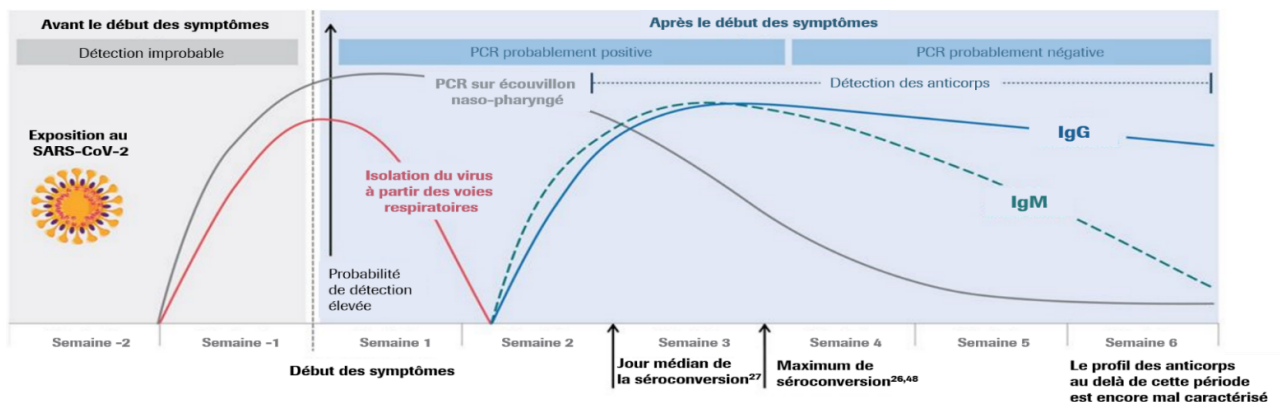 Avant le début des symptômes
Après le début des symptômes
Détection improbable
PCR probablement positive
PCR probablement négative
PCR sur écouvillon
naso-pharyngé
Détection des anticorps
Exposition au
SARS-CoV-2
IgG
Isolation du virus
à partir des voies
respiratoires
IgM
Probabilité
de détection
élevée
Semaine -2
Semaine -1
Semaine 1
Semaine 2
Semaine 3
Semaine 4
Semaine 5
Semaine 6
Début des symptômes
Jour médian de
la séroconversion27
Maximum de
séroconversion26,48
Le profil des anticorps
au delà de cette période
est encore mal caractérisé